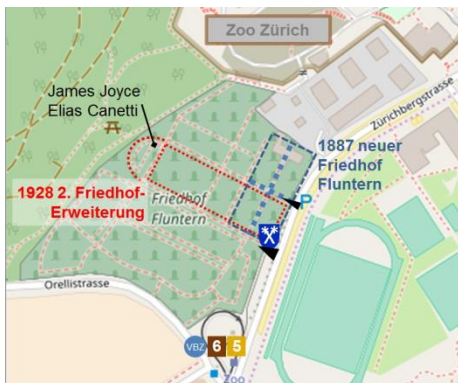 Zoo Zürich
James Joyce
Elias Canetti
Zürichbergstrasse
1887 neuer
Friedhof
Fluntern
1928 2. Friedhof-
Erweiterung
Friedhof
Fluntern
P
Orellistrasse
VBZ 6 5
Zoo